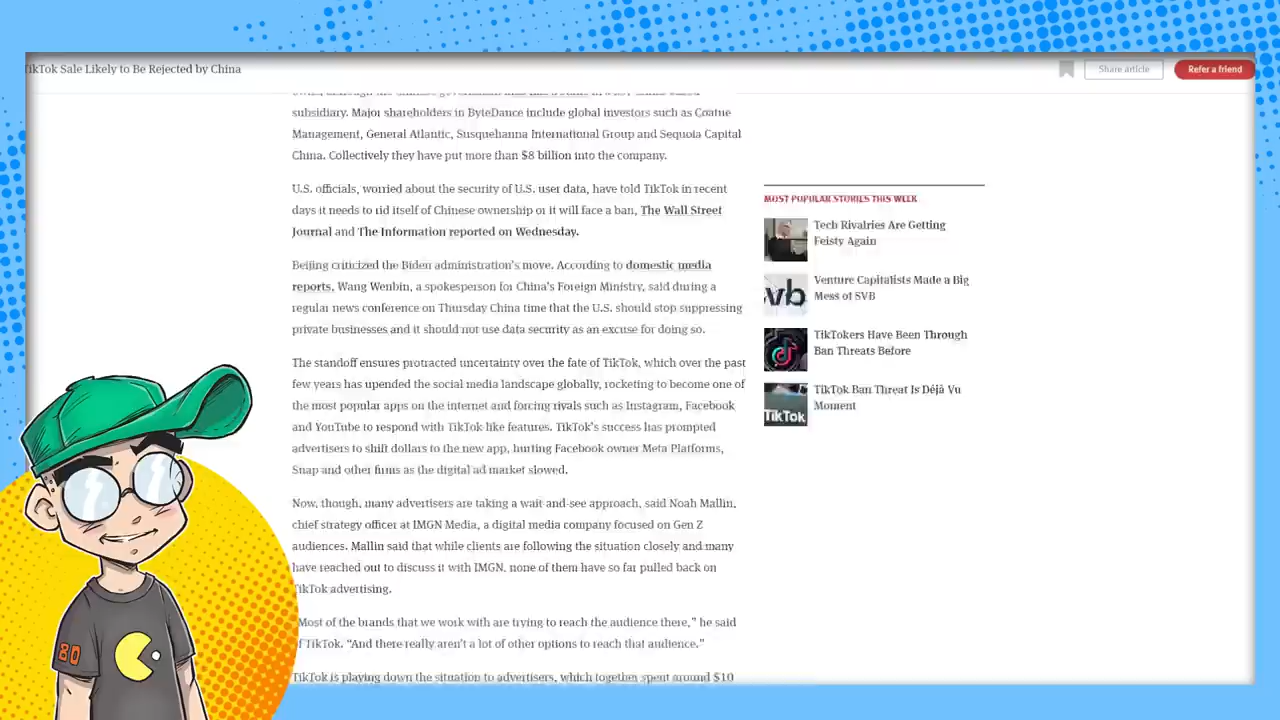 TikTok Sale Likely to Be Rejected by China
Share article
Refer a friend
subsidiary. Major shareholders in ByteDance include global investors such as Coatue
Management, General Atlantic, Susquehanna International Group and Sequoia Capital
China. Collectively they have put more than $8 billion into the company.
U.S. officials, worried about the security of U.S. user data, have told TikTok in recent
days it needs to rid itself of Chinese ownership or it will face a ban, The Wall Street
Journal and The Information reported on Wednesday.
Beijing criticized the Biden administration's move. According to domestic media
reports, Wang Wenbin, a spokesperson for China's Foreign Ministry, said during a
regular news conference on Thursday China time that the U.S. should stop suppressing
private businesses and it should not use data security as an excuse for doing so.
The standoff ensures protracted uncertainty over the fate of TikTok, which over the past
few years has upended the social media landscape globally, rocketing to become one of
the most popular apps on the internet and forcing rivals such as Instagram, Facebook
and YouTube to respond with TikTok-like features. TikTok's success has prompted
advertisers to shift dollars to the new app, hurting Facebook owner Meta Platforms,
Snap and other firms as the digital ad market slowed.
Now, though, many advertisers are taking a wait-and-see approach, said Noah Mallin,
chief strategy officer at IMGN Media, a digital media company focused on Gen Z
audiences. Mallin said that while clients are following the situation closely and many
have reached out to discuss it with IMGN, none of them have so far pulled back on
TikTok advertising.
Most of the brands that we work with are trying to reach the audience there," he said
of TikTok. "And there really aren't a lot of other options to reach that audience."
TikTok is playing down the situation to advertisers, which together spent around $10
MOST POPULAR STORIES THIS WEEK
Tech Rivalries Are Getting
Feisty Again
svb
Venture Capitalists Made a Big
Mess of SVB
TikTokers Have Been Through
Ban Threats Before
TikTok
TikTok Ban Threat Is Déjà Vu
Moment
80